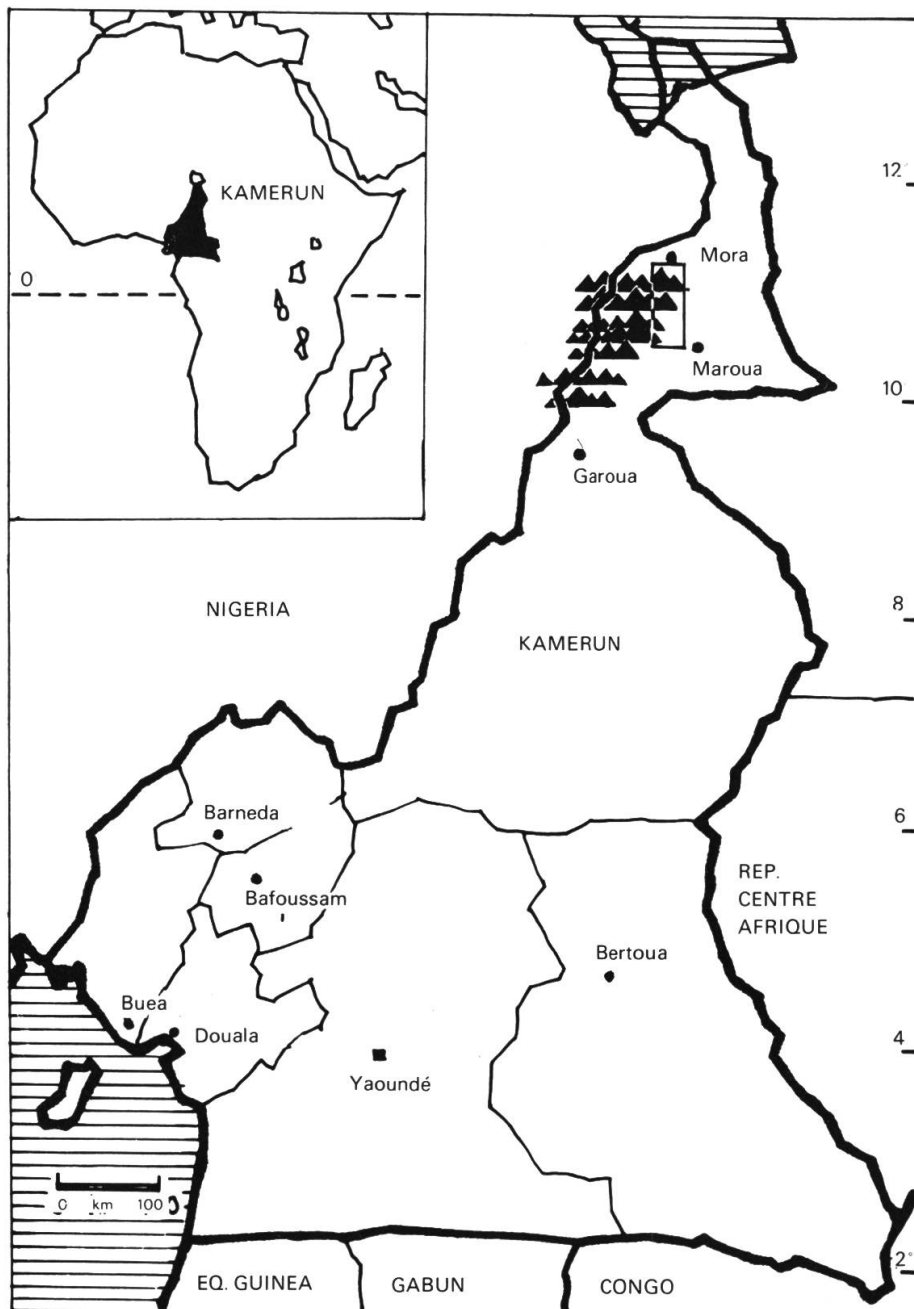 KAMERUN
0
12°
Mora
Maroua
10
Garoua
8
NIGERIA
KAMERUN
Barneda
6
Bafoussam
REP.
CENTRE
AFRIQUE
Bertoua
Buea
Douala
4
Yaoundé
0 km 100
2°
EQ. GUINEA
GABUN
CONGO